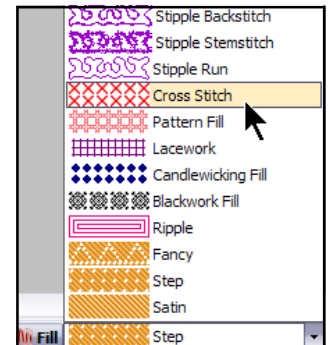 Stipple Backstitch
Stipple Stemstitch
Stipple Run
Cross Stitch
Pattern Fill
Lacework
Candlewicking Fill
Blackwork Fill
Ripple
Fancy
Step
Satin
Fill Step